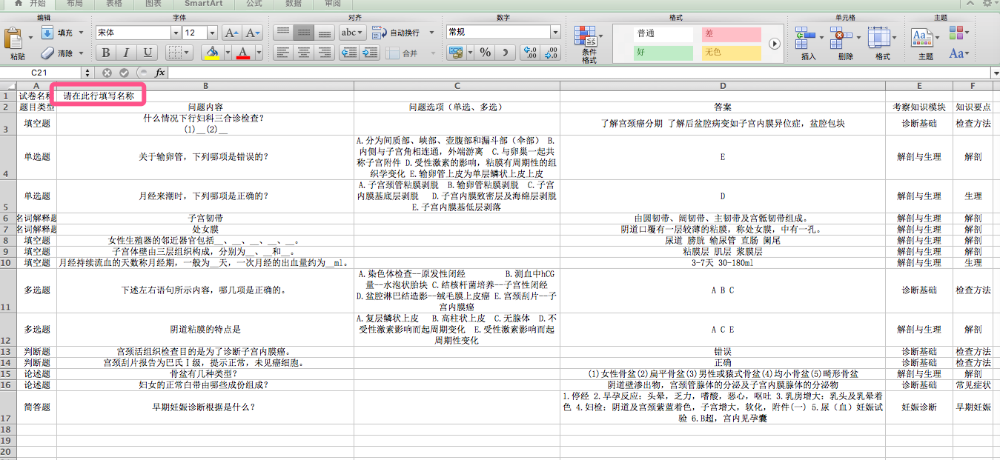 开始 布局 表格 图表 SmartArt 公式 数据 审阅
编辑 字体 对齐 数字 格式 单元格 主题
填充 宋体 12 A A abc 自动换行 常规 普通 差
粘贴 清除 B I U A 合并 % 条件格式 好 无色 插入 删除 格式 Aa 主题 Aa
C21 fx
A B C D E F
1 试卷名称 请在此行填写名称
2 题目类型 问题内容 问题选项（单选、多选） 答案 考察知识模块 知识要点
3 填空题 什么情况下行妇科三合诊检查？
(1)__(2)__
了解宫颈癌分期 了解后盆腔病变如子宫内膜异位症，盆腔包块 诊断基础 检查方法
4 单选题 关于输卵管，下列哪项是错误的？
A.分为间质部、峡部、壶腹部和漏斗部（伞部） B.
内侧与子宫角相连通，外端游离 C.与卵巢一起共
称子宫附件 D.受性激素的影响，粘膜有周期性的组
织学变化 E.输卵管上皮为单层鳞状上皮上皮
E 解剖与生理 解剖
5 单选题 月经来潮时，下列哪项是正确的？
A.子宫颈管粘膜剥脱 B.输卵管粘膜剥脱 C.子宫
内膜基底层剥脱 D.子宫内膜致密层及海绵层剥脱
E.子宫内膜基低层剥落
D 解剖与生理 生理
6 名词解释题 子宫韧带 由圆韧带、阔韧带、主韧带及宫骶韧带组成。 解剖与生理 解剖
7 名词解释题 处女膜 阴道口覆有一层较薄的粘膜，称处女膜，中有一孔。 解剖与生理 解剖
8 填空题 女性生殖器的邻近器官包括__、__、__、__、__。 尿道 膀胱 输尿管 直肠 阑尾 解剖与生理 解剖
9 填空题 子宫体壁由三层组织构成，分别为__、__和__。 粘膜层 肌层 浆膜层 解剖与生理 解剖
10 填空题 月经持续流血的天数称月经期，一般为__天，一次月经的出血量约为__ml。 3-7天 30-180ml 解剖与生理 生理
11 多选题 下述左右语句所示内容，哪几项是正确的。
A.染色体检查--原发性闭经 B.测血中hCG
量--水泡状胎块 C.结核杆菌培养--子宫性闭经
D.盆腔淋巴结造影--绒毛膜上皮癌 E.宫颈刮片--子
宫内膜癌
A B C 诊断基础 检查方法
12 多选题 阴道粘膜的特点是
A.复层鳞状上皮 B.高柱状上皮 C.无腺体 D.不
受性激素影响而起周期变化 E.受性激素影响而起
周期性变化
A C E 解剖与生理 解剖
13 判断题 宫颈活组织检查目的是为了诊断子宫内膜癌。 错误 诊断基础 检查方法
14 判断题 宫颈刮片报告为巴氏Ⅰ级，提示正常，未见癌细胞。 正确 诊断基础 检查方法
15 论述题 骨盆有几种类型？ (1)女性骨盆(2)扁平骨盆(3)男性或猿式骨盆(4)均小骨盆(5)畸形骨盆 解剖与生理 解剖
16 论述题 妇女的正常白带由哪些成份组成？ 阴道壁渗出物，宫颈管腺体的分泌及子宫内膜腺体的分泌物 诊断基础 常见症状
17 简答题 早期妊娠诊断根据是什么？
1.停经 2.早孕反应：头晕，乏力，嗜酸，恶心，呕吐 3.乳房增大：乳头及乳晕着
色 4.妇检：阴道及宫颈紫蓝着色，子宫增大，软化，附件(一) 5.尿（血）妊娠试
验 6.B超，宫内见孕囊
妊娠诊断 早期妊娠
18
19
20